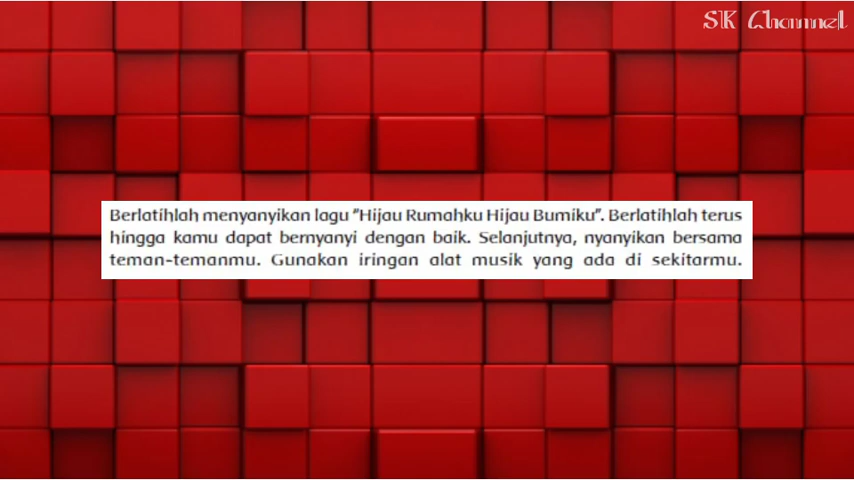 SK Channel
Berlatihlah menyanyikan lagu "Hijau Rumahku Hijau Bumiku". Berlatihlah terus
hingga kamu dapat bernyanyi dengan baik. Selanjutnya, nyanyikan bersama
teman-temanmu. Gunakan iringan alat musik yang ada di sekitarmu.